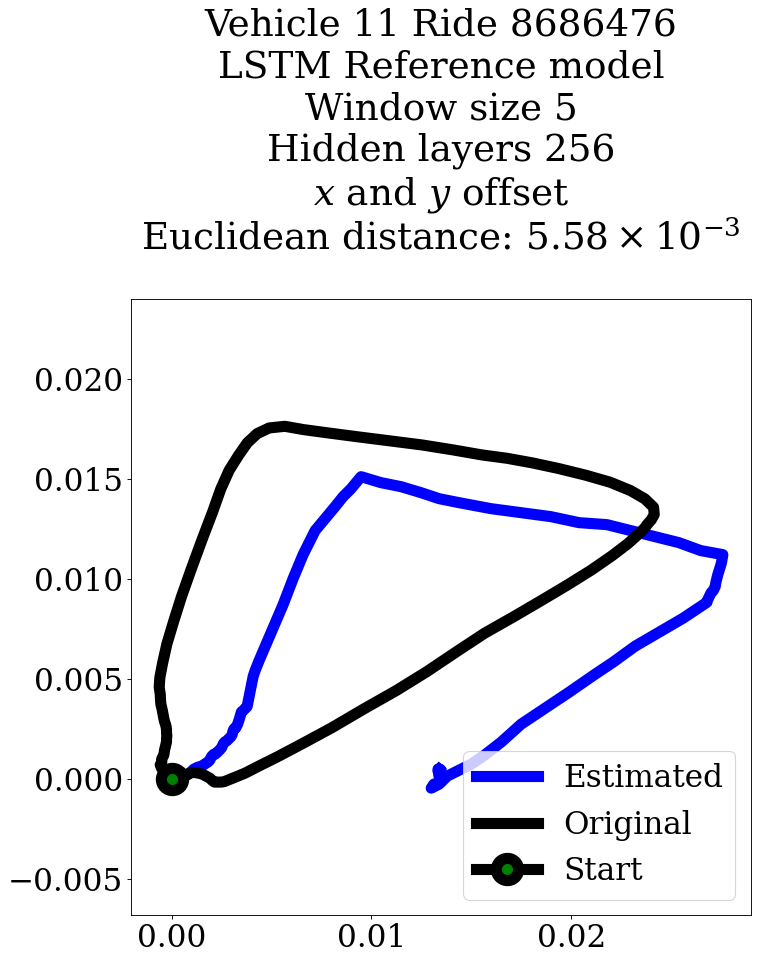 Vehicle 11 Ride 8686476
LSTM Reference model
Window size 5
Hidden layers 256
x and y offset
Euclidean distance: 5.58 × 10⁻³
0.020
0.015
0.010
0.005
0.000
−0.005
0.00 0.01 0.02
Estimated
Original
Start